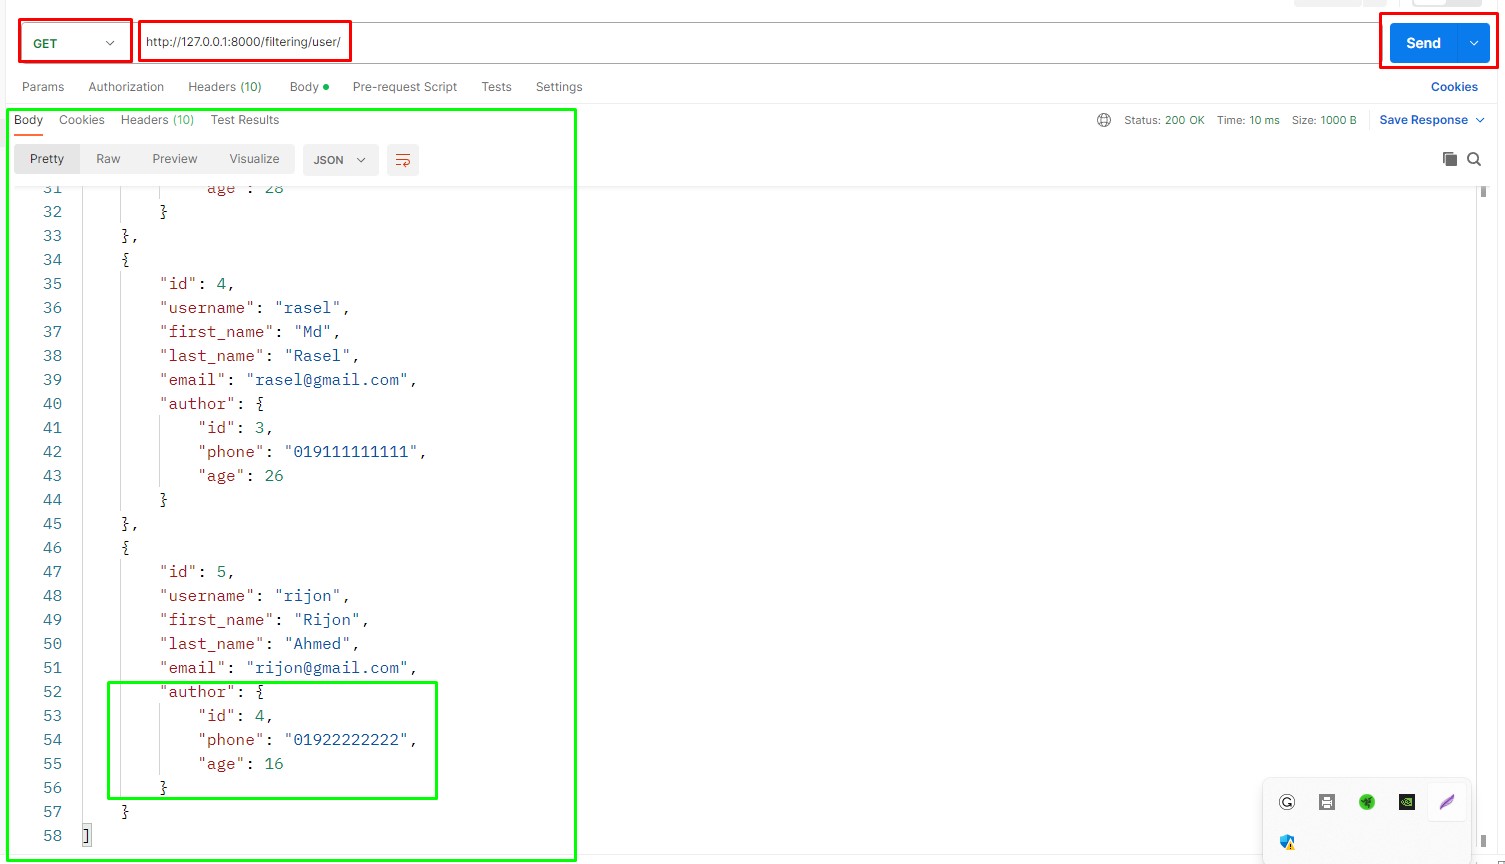 GET http://127.0.0.1:8000/filtering/user/ Send
Params Authorization Headers (10) Body Pre-request Script Tests Settings Cookies
Body Cookies Headers (10) Test Results Status: 200 OK Time: 10 ms Size: 1000 B Save Response
Pretty Raw Preview Visualize JSON
31 age": 28
32 }
33 },
34 {
35 "id": 4,
36 "username": "rasel",
37 "first_name": "Md",
38 "last_name": "Rasel",
39 "email": "rasel@gmail.com",
40 "author": {
41 "id": 3,
42 "phone": "019111111111",
43 "age": 26
44 }
45 },
46 {
47 "id": 5,
48 "username": "rijon",
49 "first_name": "Rijon",
50 "last_name": "Ahmed",
51 "email": "rijon@gmail.com",
52 "author": {
53 "id": 4,
54 "phone": "01922222222",
55 "age": 16
56 }
57 }
58 ]